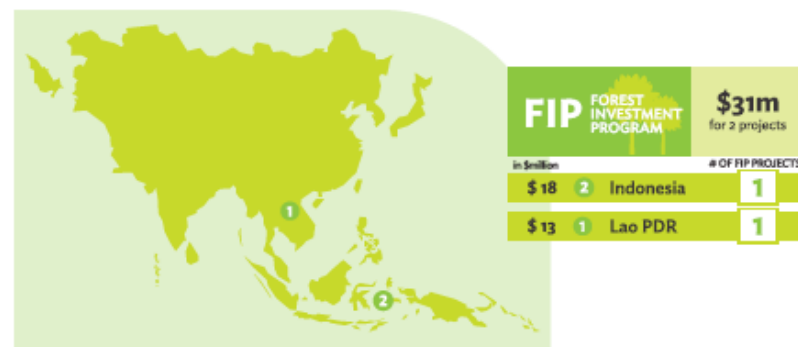 FIP FOREST INVESTMENT PROGRAM
$31m
for 2 projects
in $million # OF FIP PROJECTS
$ 18 2 Indonesia 1
$ 13 1 Lao PDR 1
1
2